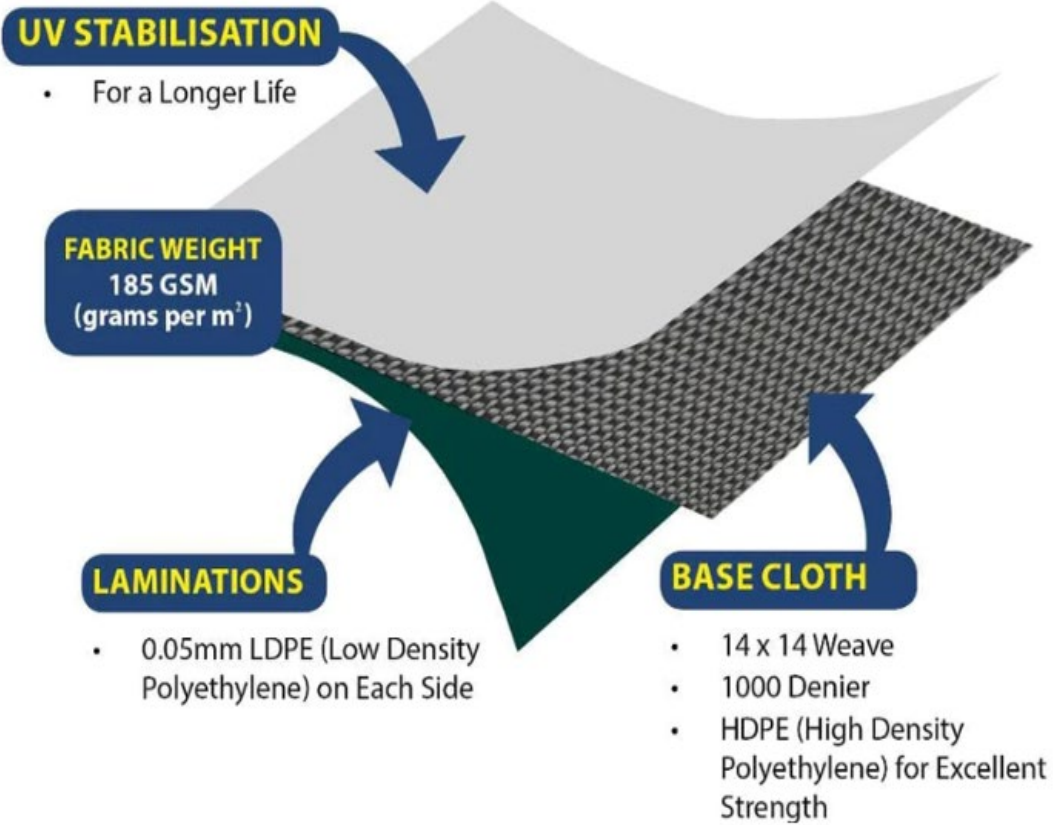 UV STABILISATION
• For a Longer Life
FABRIC WEIGHT
185 GSM
(grams per m²)
LAMINATIONS
• 0.05mm LDPE (Low Density
Polyethylene) on Each Side
BASE CLOTH
• 14 x 14 Weave
• 1000 Denier
• HDPE (High Density
Polyethylene) for Excellent
Strength